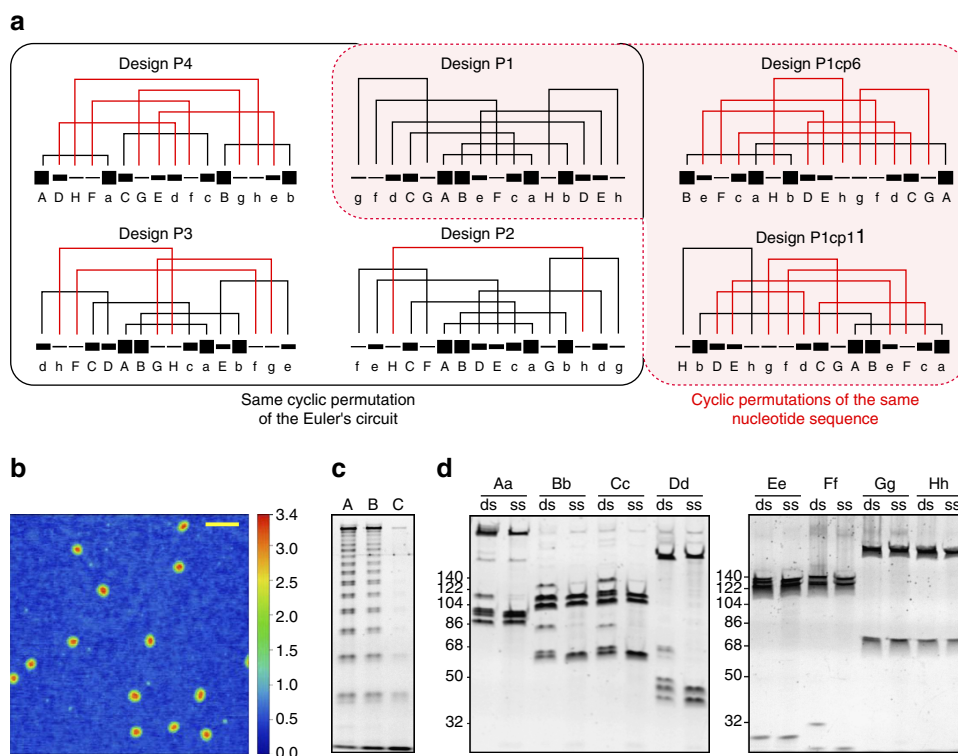 a
Design P4
Design P1
Design P1cp6
A D H F a C G E d f c B g h e b
g f d C G A B e F c a H b D E h
B e F c a H b D E h g f d C G A
Design P3
Design P2
Design P1cp11
d h F C D A B G H c a E b f g e
f e H C F A B D E c a G b h d g
H b D E h g f d C G A B e F c a
Same cyclic permutation
of the Euler's circuit
Cyclic permutations of the same
nucleotide sequence
b
3.4
3.0
2.5
2.0
1.5
1.0
0.5
0.0
c
A B C
d
Aa Bb Cc Dd
ds ss ds ss ds ss ds ss
140
122
104
86
68
50
32
Ee Ff Gg Hh
ds ss ds ss ds ss ds ss
140
122
104
86
68
50
32